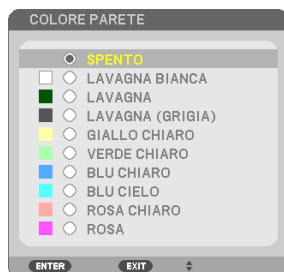 COLORE PARETE
SPENTO
LAVAGNA BIANCA
LAVAGNA
LAVAGNA (GRIGIA)
GIALLO CHIARO
VERDE CHIARO
BLU CHIARO
BLU CIELO
ROSA CHIARO
ROSA
ENTER EXIT